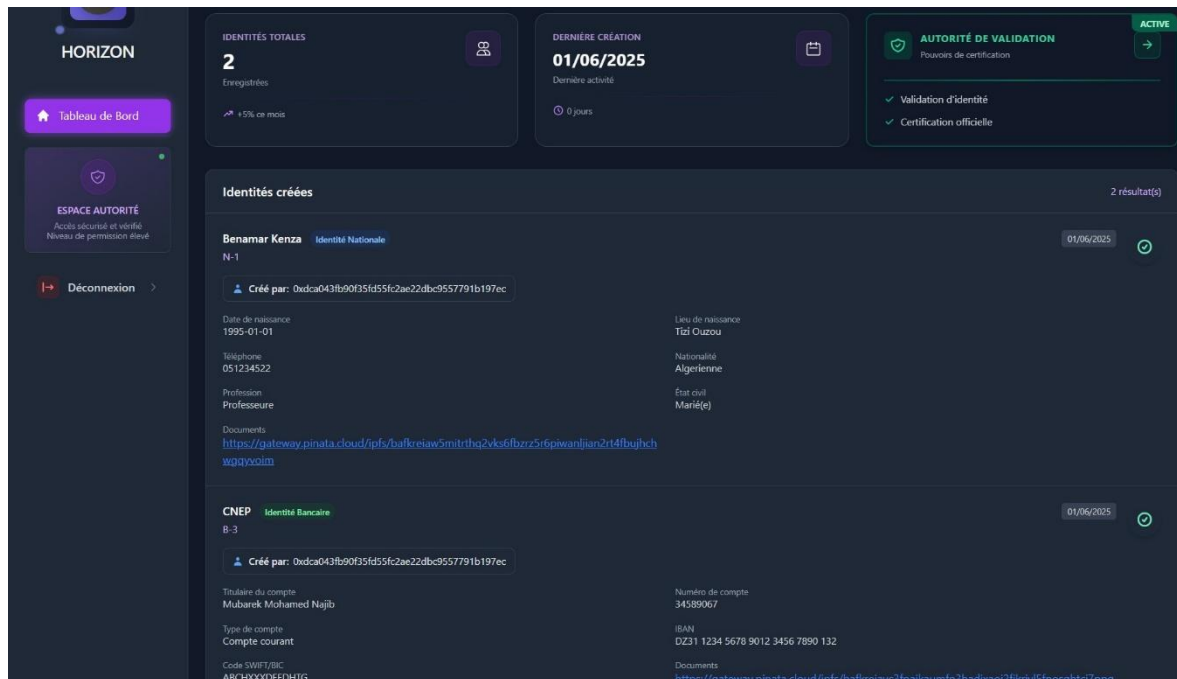 HORIZON
Tableau de Bord
ESPACE AUTORITÉ
Accès sécurisé et vérifié
Niveau de permission élevé
Déconnexion
IDENTITÉS TOTALES
2
Enregistrées
+5% ce mois
DERNIÈRE CRÉATION
01/06/2025
Dernière activité
0 jours
ACTIVE
AUTORITÉ DE VALIDATION
Pouvoirs de certification
Validation d'identité
Certification officielle
Identités créées
2 résultat(s)
Benamar Kenza Identité Nationale
01/06/2025
N-1
Créé par: 0xdca043fb90f35fd55fc2ae22dbc9557791b197ec
Date de naissance
1995-01-01
Lieu de naissance
Tizi Ouzou
Téléphone
051234522
Nationalité
Algerienne
Profession
Professeure
État civil
Marié(e)
Documents
https://gateway.pinata.cloud/ipfs/bafkreiaw5mitrthq2vks6fbzrz5r6piwanljian2rt4fbujhch
wgqyvoim
CNEP Identité Bancaire
01/06/2025
B-3
Créé par: 0xdca043fb90f35fd55fc2ae22dbc9557791b197ec
Titulaire du compte
Mubarek Mohamed Najib
Numéro de compte
34589067
Type de compte
Compte courant
IBAN
DZ31 1234 5678 9012 3456 7890 132
Code SWIFT/BIC
Documents